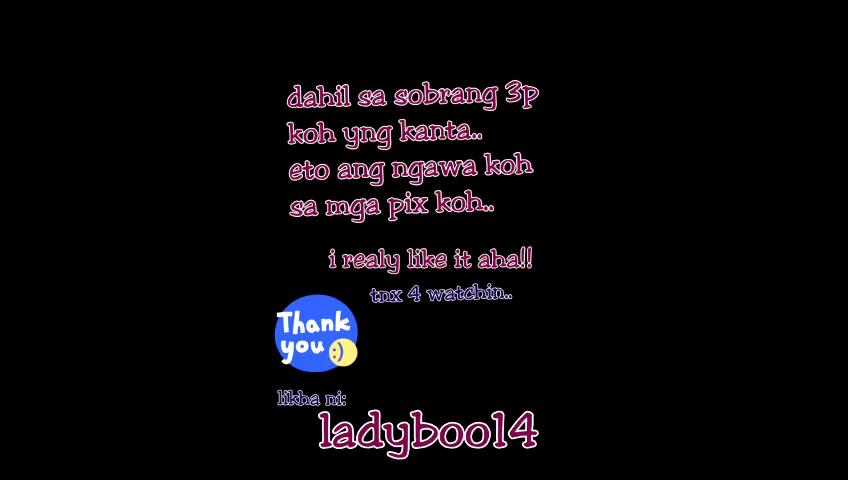 dahil sa sobrang 3p
koh yng kanta..
eto ang ngawa koh
sa mga pix koh..
i realy like it aha!!
tnx 4 watchin..
Thank
you
likha ni:
ladyboo14